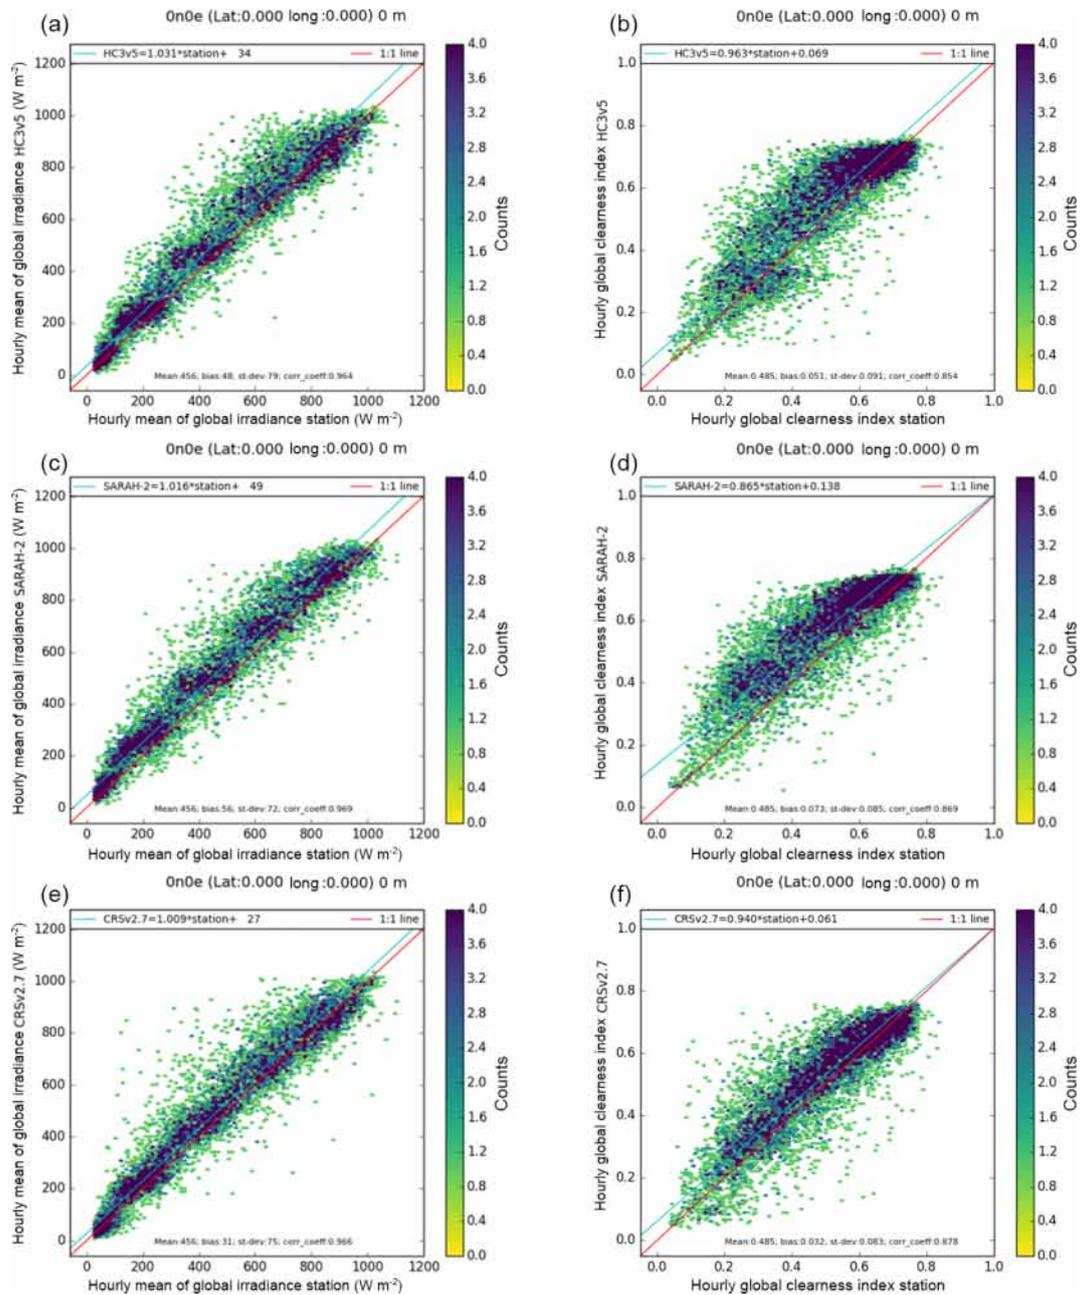 (a)
0n0e (Lat:0.000 long:0.000) 0 m
HC3v5=1.031*station+ 34
1:1 line
Hourly mean of global irradiance HC3v5 (W m-2)
1200
1000
800
600
400
200
0
Mean:456; bias:48; st-dev:79; corr_coeff:0.964
0 200 400 600 800 1000 1200
Hourly mean of global irradiance station (W m-2)
4.0
3.6
3.2
2.8
2.4
2.0
1.6
1.2
0.8
0.4
0.0
Counts
(b)
0n0e (Lat:0.000 long:0.000) 0 m
HC3v5=0.963*station+0.069
1:1 line
Hourly global clearness index HC3v5
1.0
0.8
0.6
0.4
0.2
0.0
Mean:0.485; bias:0.051; st-dev:0.091; corr_coeff:0.854
0.0 0.2 0.4 0.6 0.8 1.0
Hourly global clearness index station
4.0
3.6
3.2
2.8
2.4
2.0
1.6
1.2
0.8
0.4
0.0
Counts
(c)
0n0e (Lat:0.000 long:0.000) 0 m
SARAH-2=1.016*station+ 49
1:1 line
Hourly mean of global irradiance SARAH-2 (W m-2)
1200
1000
800
600
400
200
0
Mean:456; bias:56; st-dev:72; corr_coeff:0.969
0 200 400 600 800 1000 1200
Hourly mean of global irradiance station (W m-2)
4.0
3.6
3.2
2.8
2.4
2.0
1.6
1.2
0.8
0.4
0.0
Counts
(d)
0n0e (Lat:0.000 long:0.000) 0 m
SARAH-2=0.865*station+0.138
1:1 line
Hourly global clearness index SARAH-2
1.0
0.8
0.6
0.4
0.2
0.0
Mean:0.485; bias:0.073; st-dev:0.085; corr_coeff:0.869
0.0 0.2 0.4 0.6 0.8 1.0
Hourly global clearness index station
4.0
3.6
3.2
2.8
2.4
2.0
1.6
1.2
0.8
0.4
0.0
Counts
(e)
0n0e (Lat:0.000 long:0.000) 0 m
CRSv2.7=1.009*station+ 27
1:1 line
Hourly mean of global irradiance CRSv2.7 (W m-2)
1200
1000
800
600
400
200
0
Mean:456; bias:31; st-dev:75; corr_coeff:0.966
0 200 400 600 800 1000 1200
Hourly mean of global irradiance station (W m-2)
4.0
3.6
3.2
2.8
2.4
2.0
1.6
1.2
0.8
0.4
0.0
Counts
(f)
0n0e (Lat:0.000 long:0.000) 0 m
CRSv2.7=0.940*station+0.061
1:1 line
Hourly global clearness index CRSv2.7
1.0
0.8
0.6
0.4
0.2
0.0
Mean:0.485; bias:0.032; st-dev:0.083; corr_coeff:0.878
0.0 0.2 0.4 0.6 0.8 1.0
Hourly global clearness index station
4.0
3.6
3.2
2.8
2.4
2.0
1.6
1.2
0.8
0.4
0.0
Counts